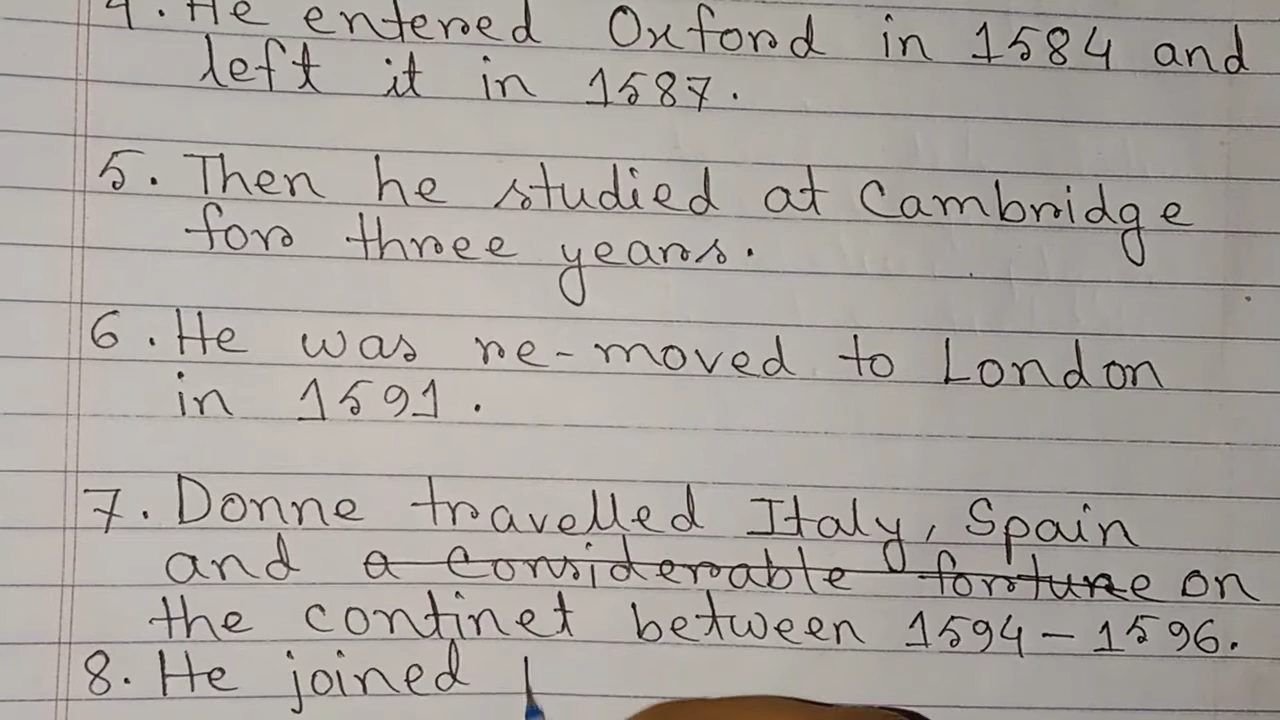 4. He entered Oxford in 1584 and
left it in 1587.
5. Then he studied at Cambridge
for three years.
6. He was re-moved to London
in 1591.
7. Donne travelled Italy, Spain
and a considerable fortune on
the continet between 1594-1596.
8. He joined